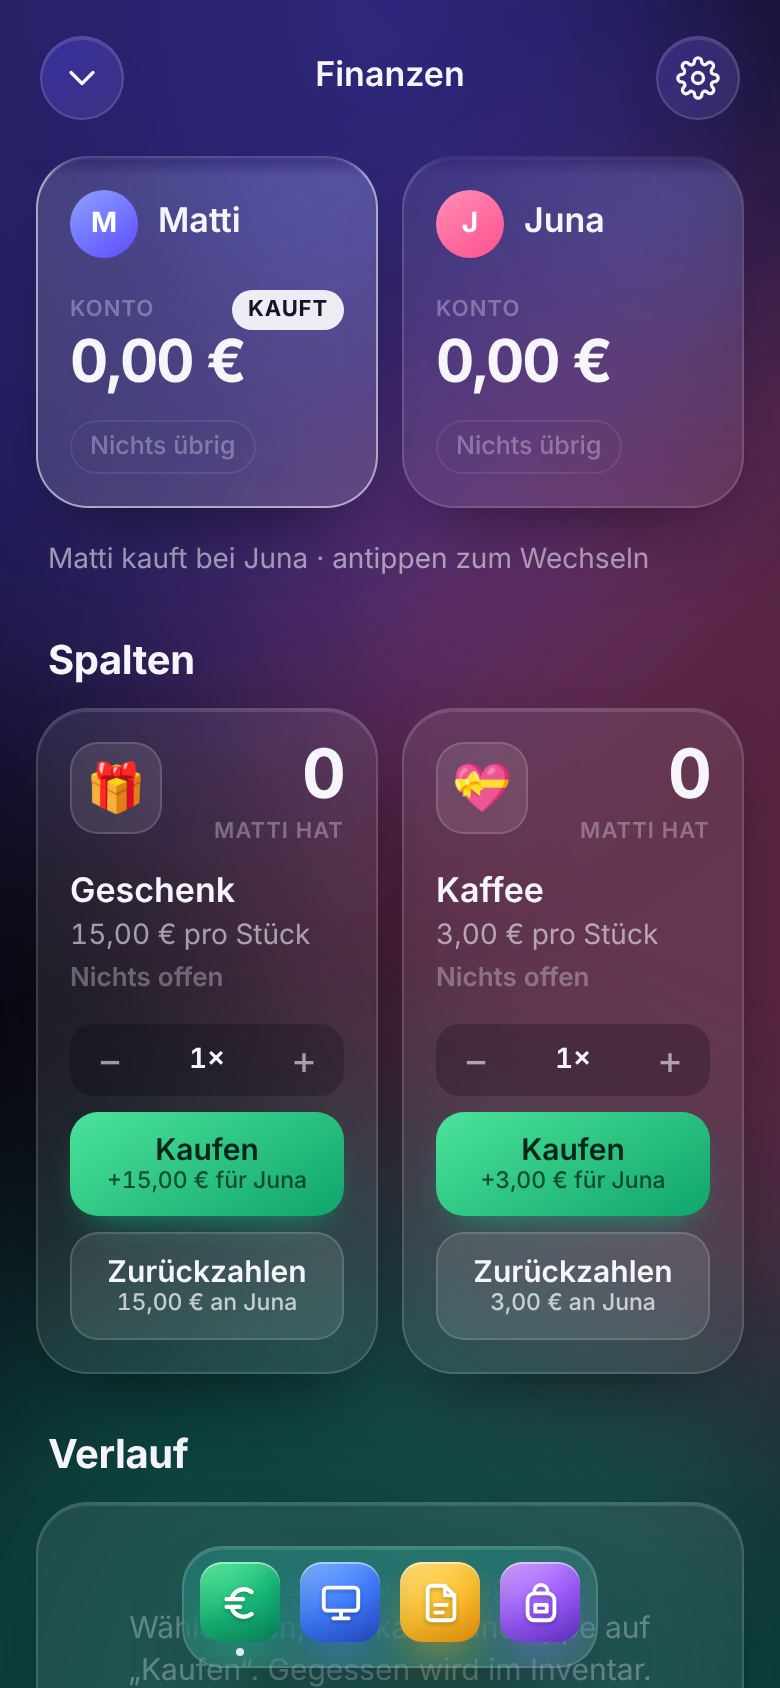 Finanzen
M Matti
KONTO KAUFT
0,00 €
Nichts übrig
J Juna
KONTO
0,00 €
Nichts übrig
Matti kauft bei Juna · antippen zum Wechseln
Spalten
0
MATTI HAT
Geschenk
15,00 € pro Stück
Nichts offen
− 1× +
Kaufen
+15,00 € für Juna
Zurückzahlen
15,00 € an Juna
0
MATTI HAT
Kaffee
3,00 € pro Stück
Nichts offen
− 1× +
Kaufen
+3,00 € für Juna
Zurückzahlen
3,00 € an Juna
Verlauf
€
auf
„Kaufen“. Gegessen wird im Inventar.